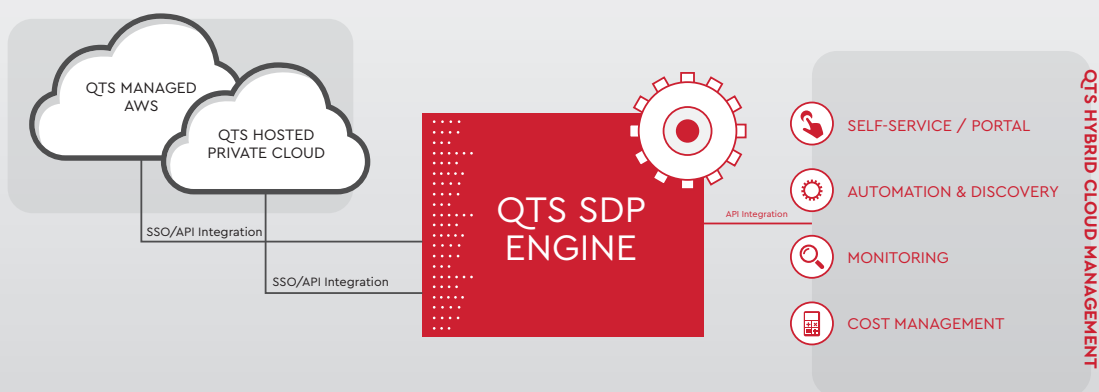 QTS MANAGED
AWS
QTS HOSTED
PRIVATE CLOUD
SSO/API Integration
SSO/API Integration
QTS SDP
ENGINE
API Integration
SELF-SERVICE / PORTAL
AUTOMATION & DISCOVERY
MONITORING
COST MANAGEMENT
QTS HYBRID CLOUD MANAGEMENT